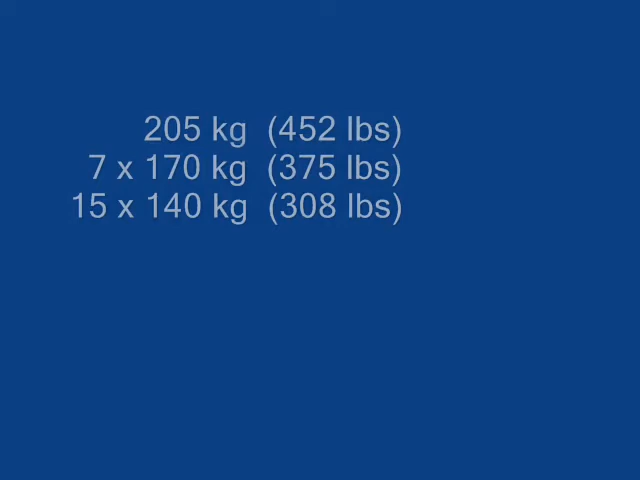 205 kg (452 lbs)
7 x 170 kg (375 lbs)
15 x 140 kg (308 lbs)